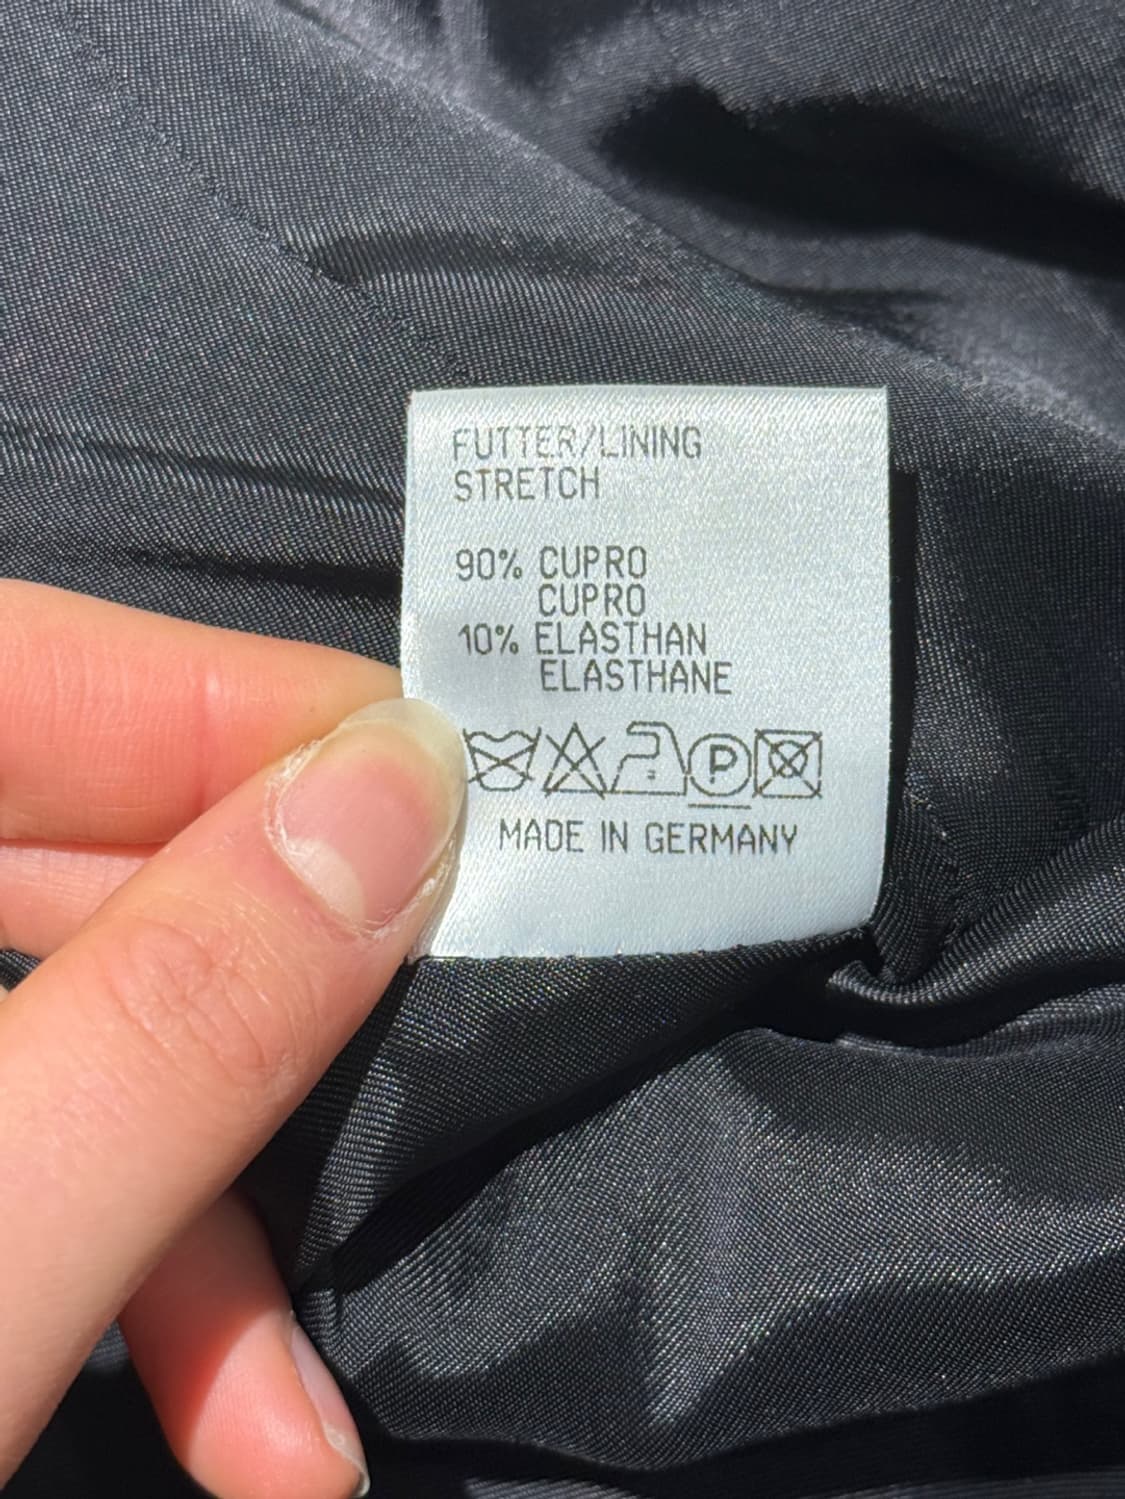 FUTTER/LINING
STRETCH
90% CUPRO
CUPRO
10% ELASTHAN
ELASTHANE
P
MADE IN GERMANY